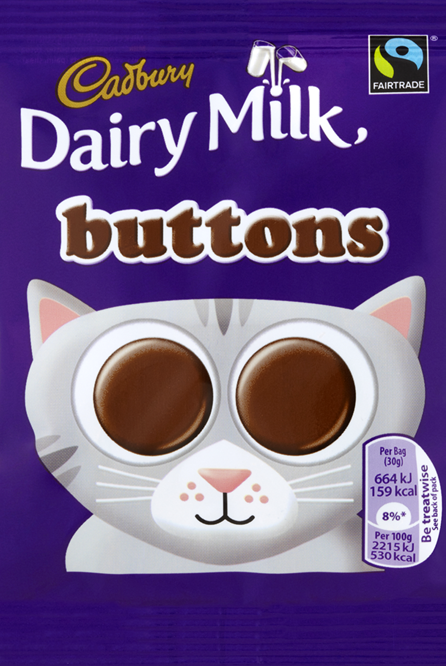 Cadbury
Dairy Milk,
FAIRTRADE
®
buttons
Per Bag
(30g)
664 kJ
159 kcal
8%*
Per 100g
2215 kJ
530 kcal
Be treatwise
See back of pack